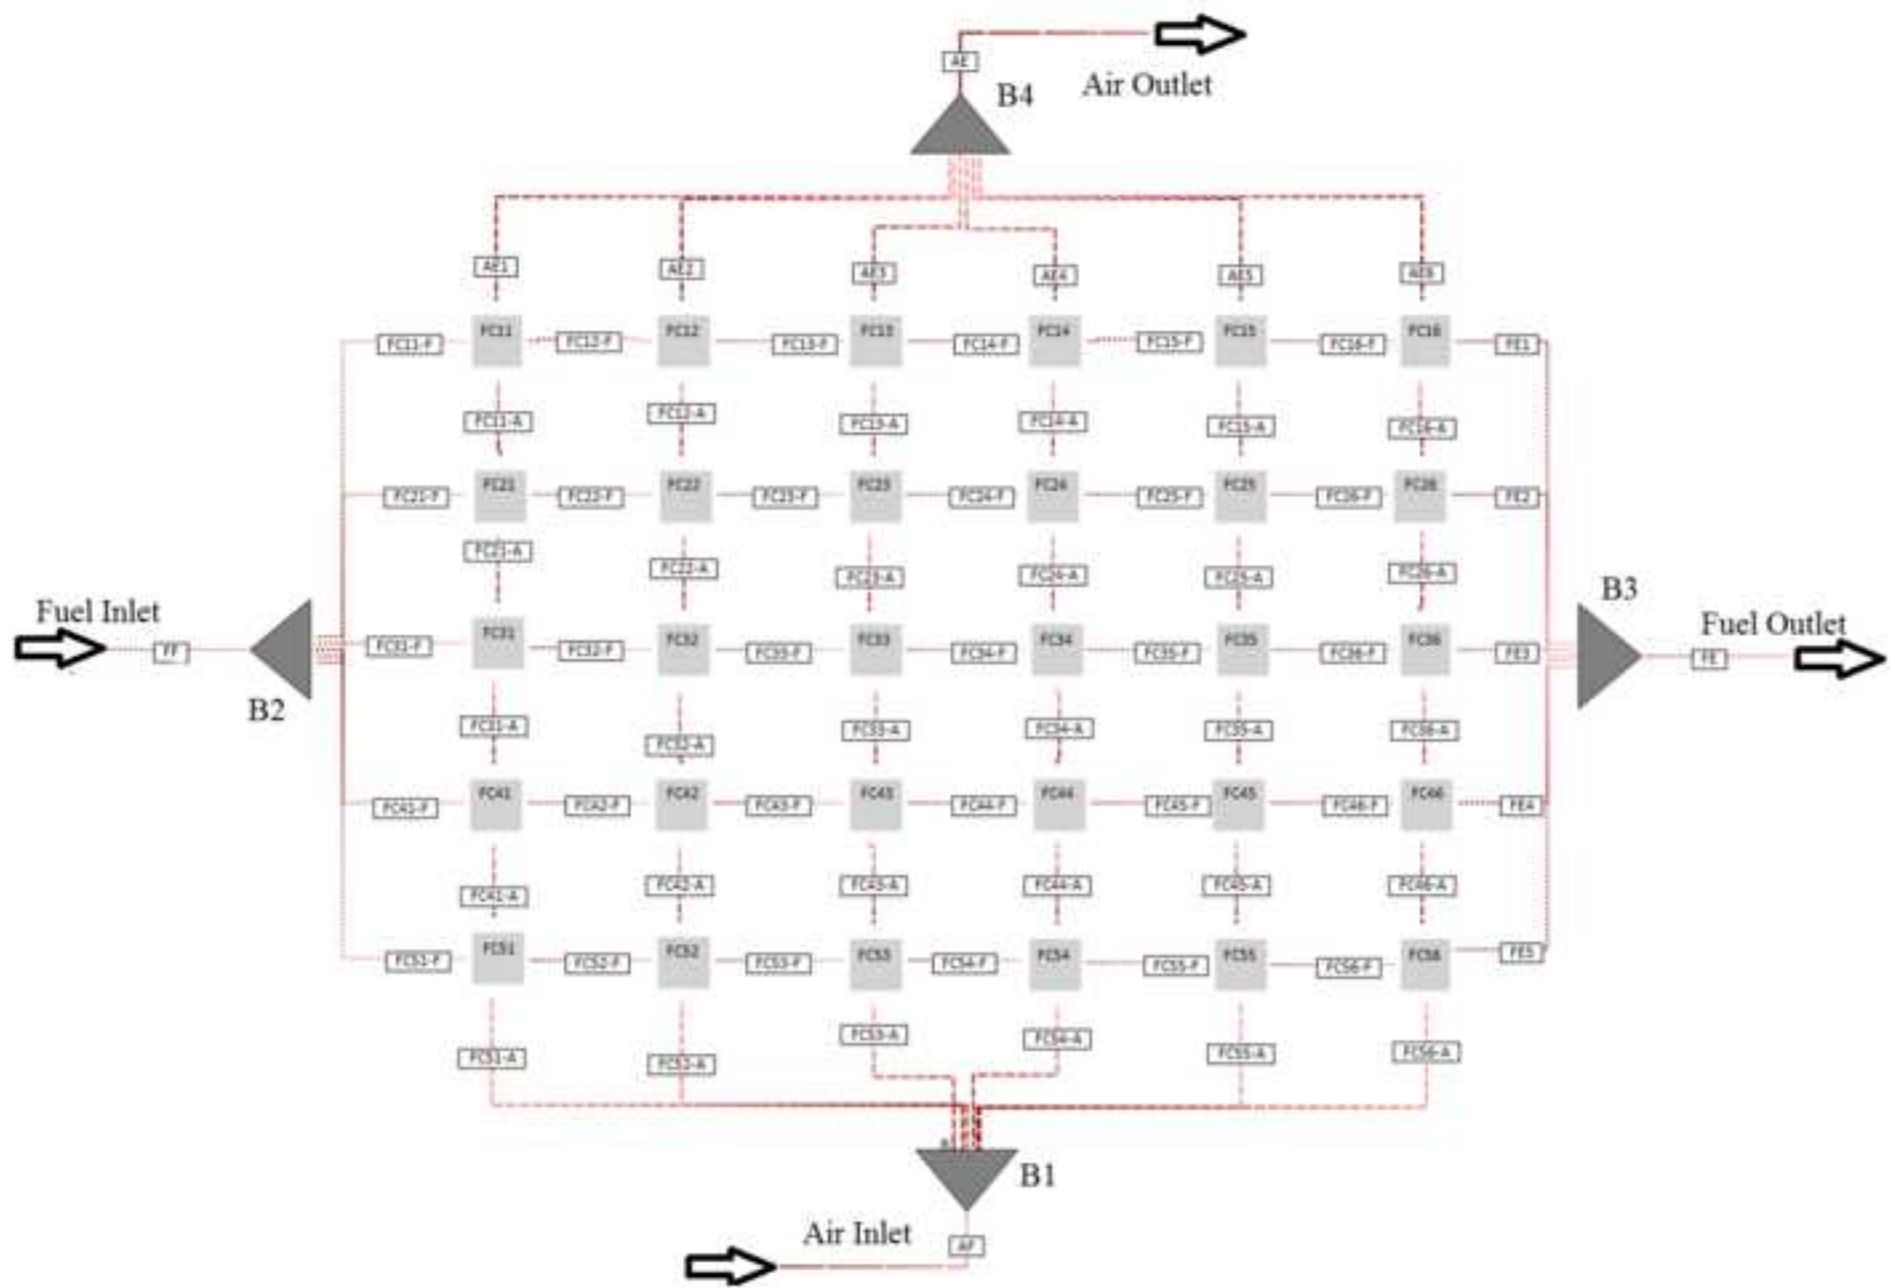 AE
B4
Air Outlet
AE1 AE2 AE3 AE4 AE5 AE6
FC11 FC12 FC13 FC14 FC15 FC16
FC11-F FC12-F FC13-F FC14-F FC15-F FC16-F FE1
FC11-A FC12-A FC13-A FC14-A FC15-A FC16-A
FC21 FC22 FC23 FC24 FC25 FC26
FC21-F FC22-F FC23-F FC24-F FC25-F FC26-F FE2
FC21-A FC22-A FC23-A FC24-A FC25-A FC26-A
B3
Fuel Inlet
Fuel Outlet
FC31 FC32 FC33 FC34 FC35 FC36
FF FC31-F FC32-F FC33-F FC34-F FC35-F FC36-F FE3 FE
B2
FC31-A FC32-A FC33-A FC34-A FC35-A FC36-A
FC41 FC42 FC43 FC44 FC45 FC46
FC41-F FC42-F FC43-F FC44-F FC45-F FC46-F FE4
FC41-A FC42-A FC43-A FC44-A FC45-A FC46-A
FC51 FC52 FC53 FC54 FC55 FC56
FC51-F FC52-F FC53-F FC54-F FC55-F FC56-F FE5
FC51-A FC52-A FC53-A FC54-A FC55-A FC56-A
B1
Air Inlet
AF